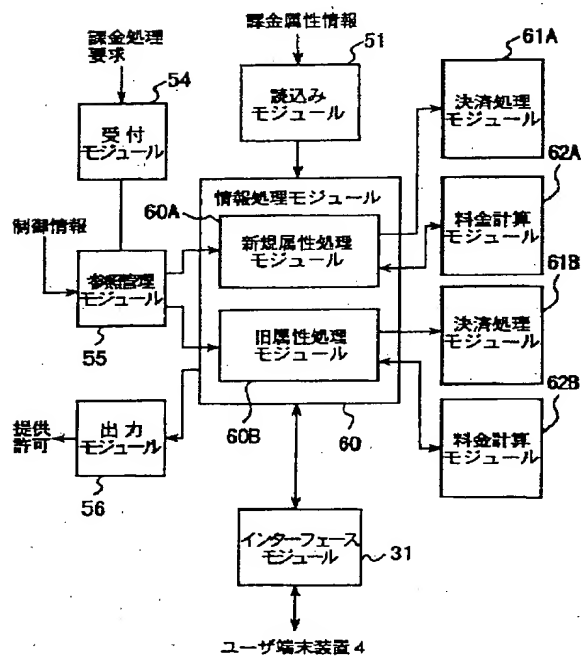 課金処理
要求
54
受付
モジュール
課金属性情報
51
読込み
モジュール
61A
決済処理
モジュール
情報処理モジュール
60A
新規属性処理
モジュール
62A
料金計算
モジュール
制御情報
参照管理
モジュール
55
旧属性処理
モジュール
60B
60
61B
決済処理
モジュール
62B
料金計算
モジュール
提供
許可
出力
モジュール
56
インターフェース
モジュール
31
ユーザ端末装置4